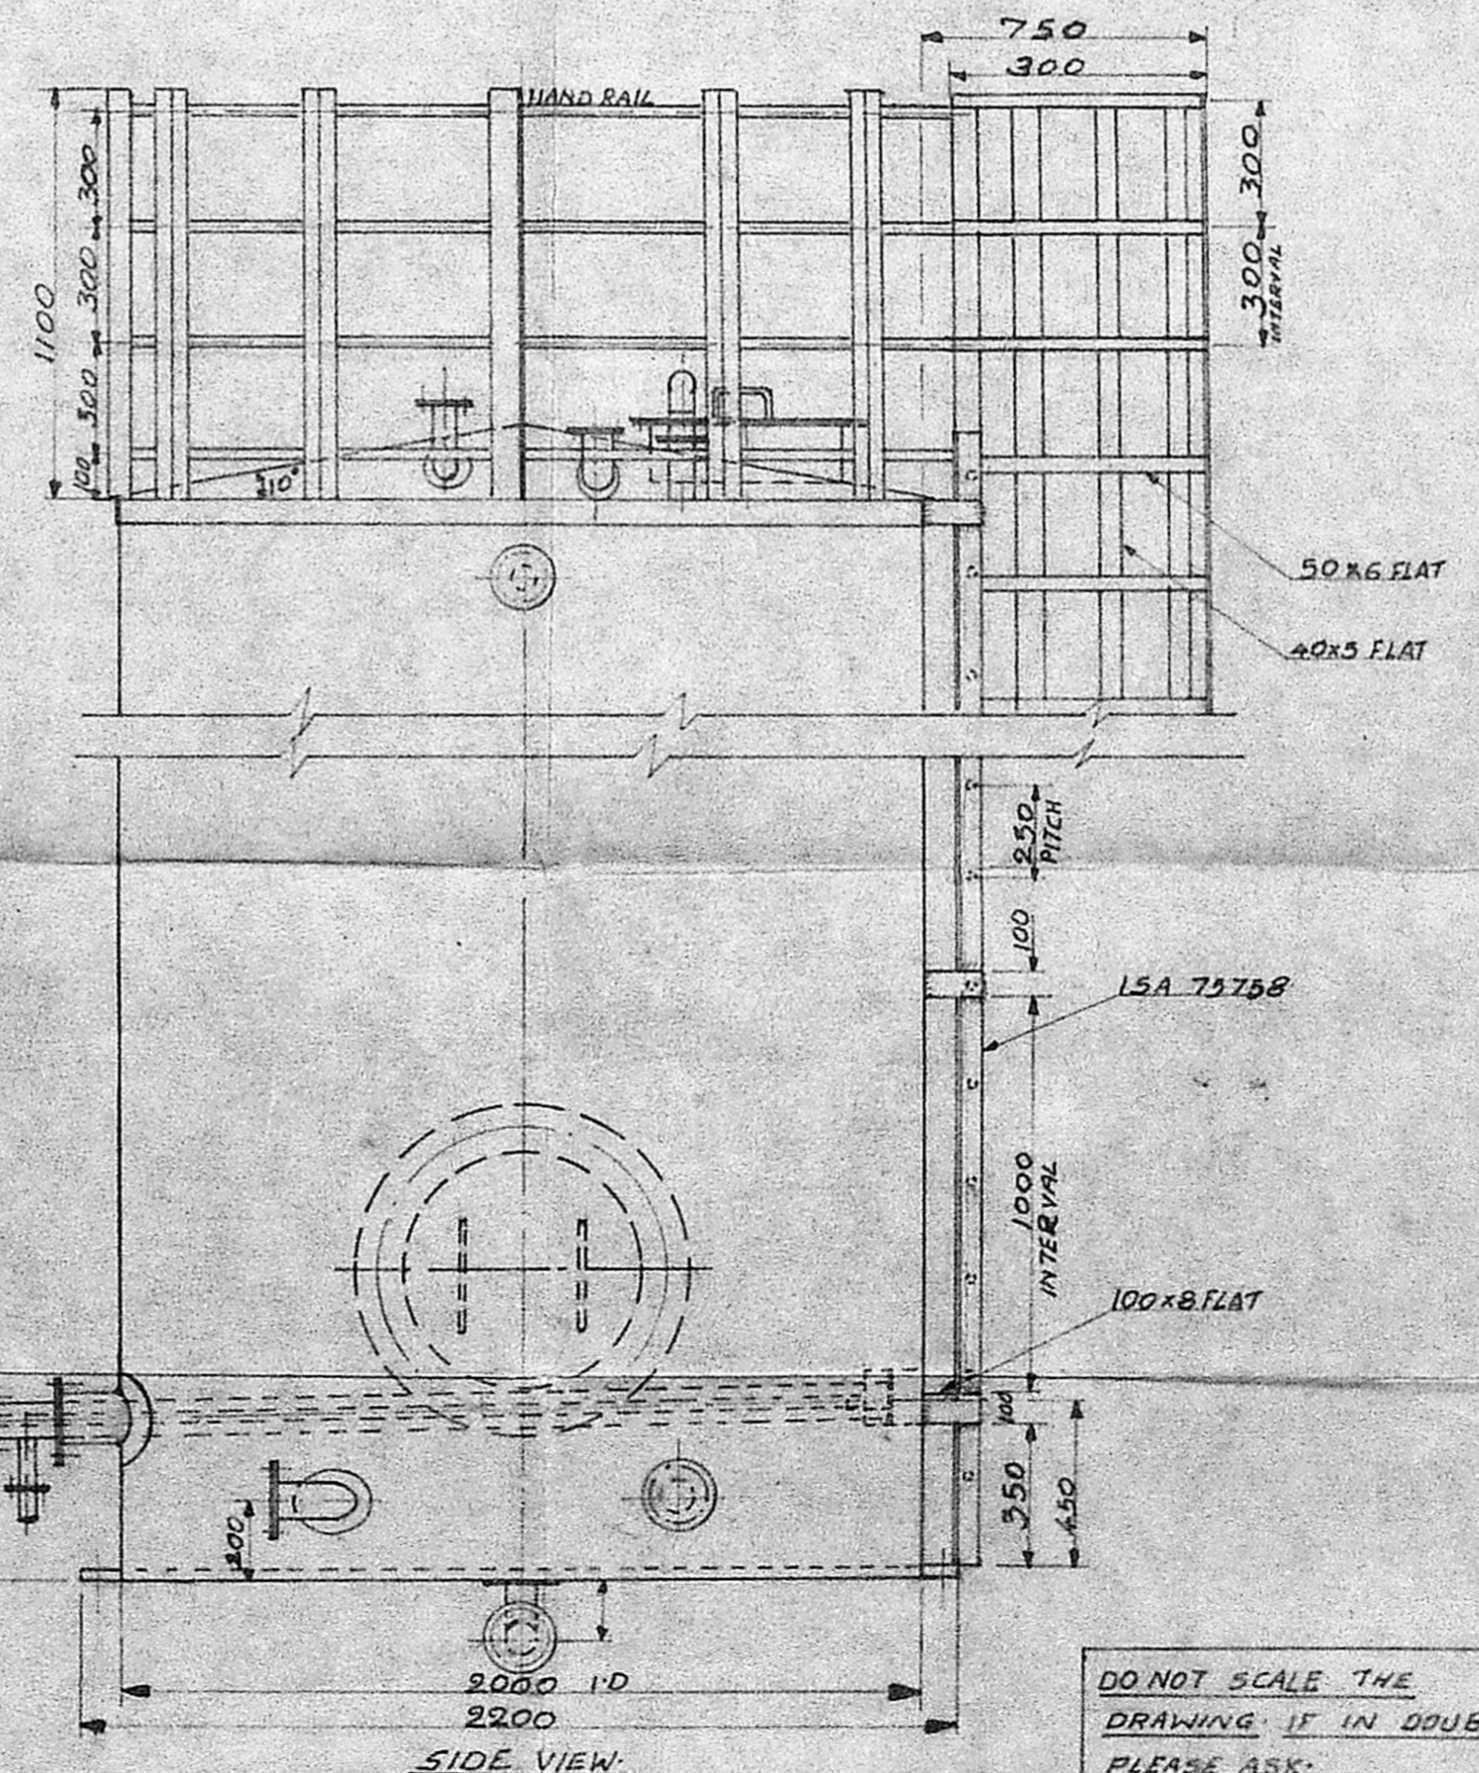 750
300
HAND RAIL
1100
300
300
300
100
10°
300
300
INTERVAL
50x6 FLAT
40x5 FLAT
250
PITCH
100
ISA 75758
1000
INTERVAL
100x8 FLAT
100
350
450
200
2000 I.D
2200
SIDE VIEW.
DO NOT SCALE THE
DRAWING. IF IN DOUB
PLEASE ASK.